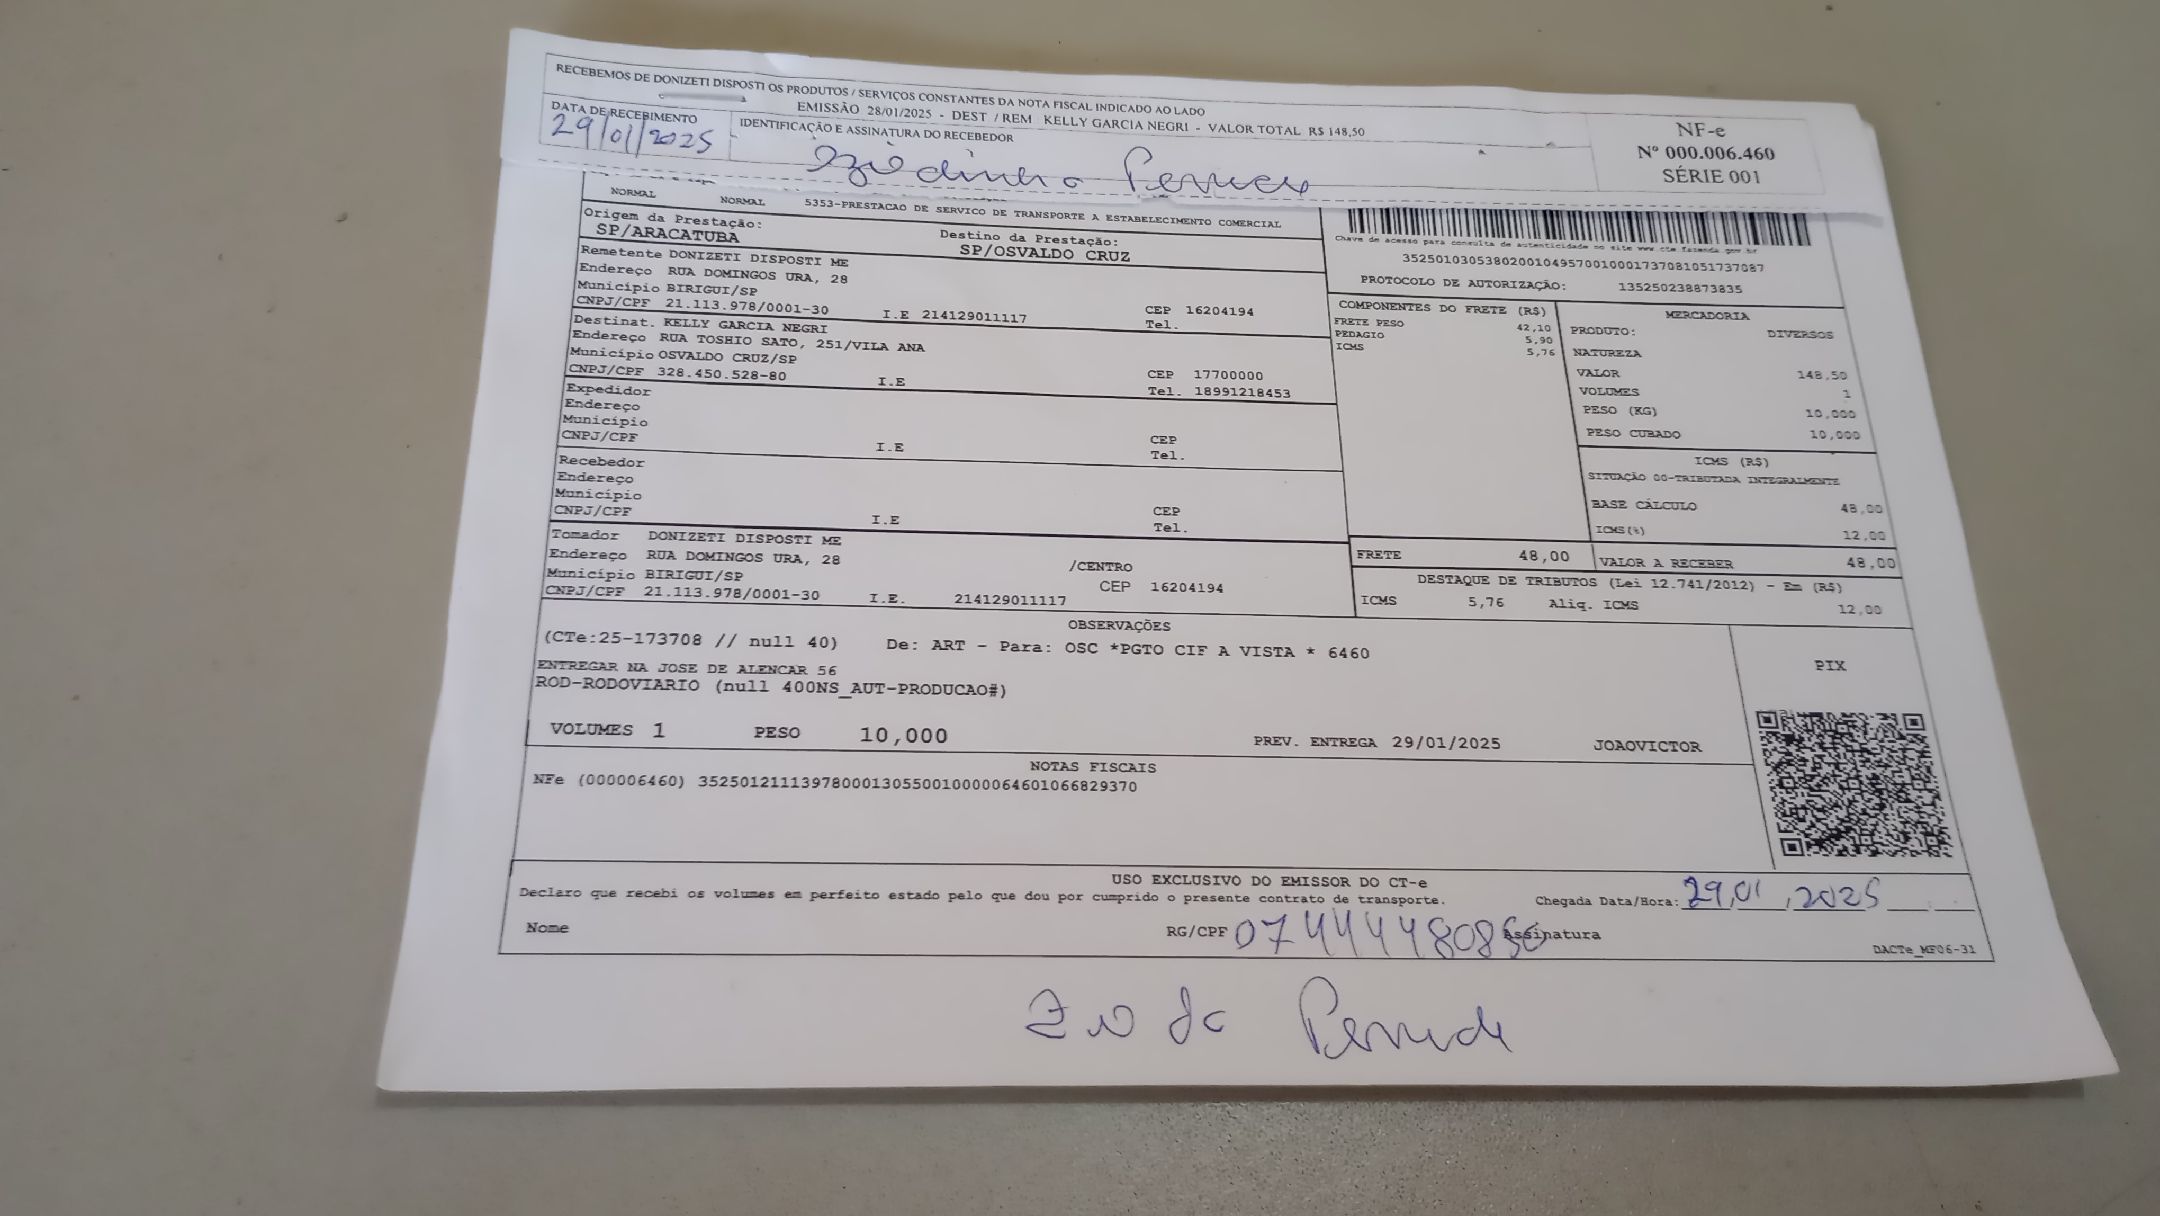 RECEBEMOS DE DONIZETI DISPOSTI OS PRODUTOS / SERVIÇOS CONSTANTES DA NOTA FISCAL INDICADO AO LADO
EMISSÃO 28/01/2025 - DEST / REM KELLY GARCIA NEGRI - VALOR TOTAL R$ 148,50
DATA DE RECEBIMENTO
29/01/2025
IDENTIFICAÇÃO E ASSINATURA DO RECEBEDOR
NF-e
Nº 000.006.460
SÉRIE 001
NORMAL NORMAL 5353-PRESTACAO DE SERVICO DE TRANSPORTE A ESTABELECIMENTO COMERCIAL
Origem da Prestação:
SP/ARACATUBA
Destino da Prestação:
SP/OSVALDO CRUZ
Remetente DONIZETI DISPOSTI ME
Endereço RUA DOMINGOS URA, 28
Município BIRIGUI/SP CEP 16204194
CNPJ/CPF 21.113.978/0001-30 I.E 214129011117 Tel.
Destinat. KELLY GARCIA NEGRI
Endereço RUA TOSHIO SATO, 251/VILA ANA
Município OSVALDO CRUZ/SP CEP 17700000
CNPJ/CPF 328.450.528-80 I.E Tel. 18991218453
Expedidor
Endereço
Município CEP
CNPJ/CPF I.E Tel.
Recebedor
Endereço
Município CEP
CNPJ/CPF I.E Tel.
Tomador DONIZETI DISPOSTI ME
Endereço RUA DOMINGOS URA, 28 /CENTRO
Município BIRIGUI/SP CEP 16204194
CNPJ/CPF 21.113.978/0001-30 I.E. 214129011117
Chave de acesso para consulta de autenticidade no site www.cte.fazenda.gov.br
35250103053802001049570010001737081051737087
PROTOCOLO DE AUTORIZAÇÃO: 135250238873835
COMPONENTES DO FRETE (R$)
FRETE PESO 42,10
PEDAGIO 5,90
ICMS 5,76
MERCADORIA
PRODUTO: DIVERSOS
NATUREZA
VALOR 148,50
VOLUMES 1
PESO (KG) 10,000
PESO CUBADO 10,000
ICMS (R$)
SITUAÇÃO 00-TRIBUTADA INTEGRALMENTE
BASE CÁLCULO 48,00
ICMS(%) 12,00
FRETE 48,00 VALOR A RECEBER 48,00
DESTAQUE DE TRIBUTOS (Lei 12.741/2012) - Em (R$)
ICMS 5,76 Aliq. ICMS 12,00
OBSERVAÇÕES
(CTe:25-173708 // null 40) De: ART - Para: OSC *PGTO CIF A VISTA * 6460
ENTREGAR NA JOSE DE ALENCAR 56
ROD-RODOVIARIO (null 400NS_AUT-PRODUCAO#)
PIX
VOLUMES 1 PESO 10,000 PREV. ENTREGA 29/01/2025 JOAOVICTOR
NOTAS FISCAIS
NFe (000006460) 35250121113978000130550010000064601066829370
USO EXCLUSIVO DO EMISSOR DO CT-e
Declaro que recebi os volumes em perfeito estado pelo que dou por cumprido o presente contrato de transporte. Chegada Data/Hora: 29,01,2025
Nome RG/CPF Assinatura
DACTe_MF06-31